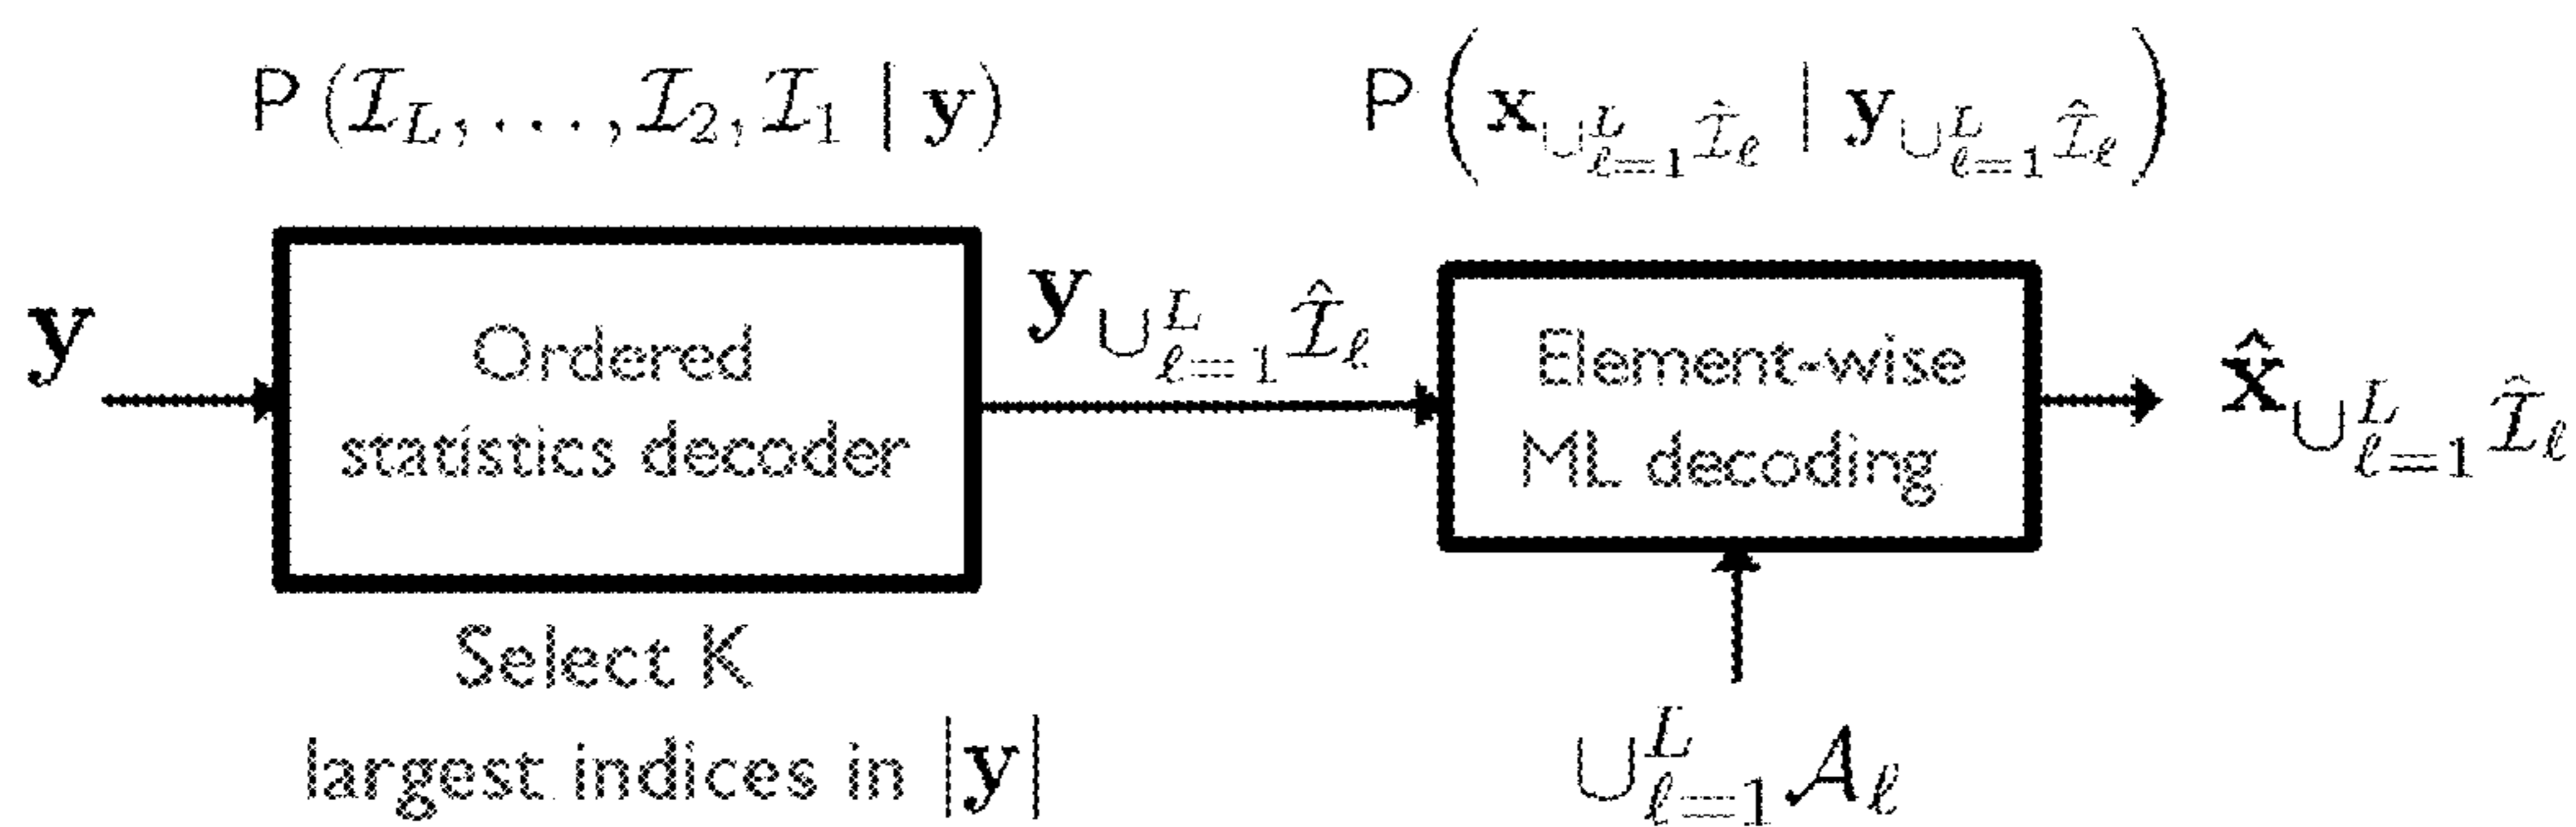 P (ℐ_L, . . . , ℐ_2, ℐ_1 | y)
P (x_{∪_{ℓ=1}^L ℐ̂_ℓ} | y_{∪_{ℓ=1}^L ℐ̂_ℓ})
y
Ordered
statistics decoder
y_{∪_{ℓ=1}^L ℐ̂_ℓ}
Element-wise
ML decoding
x̂_{∪_{ℓ=1}^L ℐ̂_ℓ}
Select K
largest indices in |y|
∪_{ℓ=1}^L 𝒜_ℓ